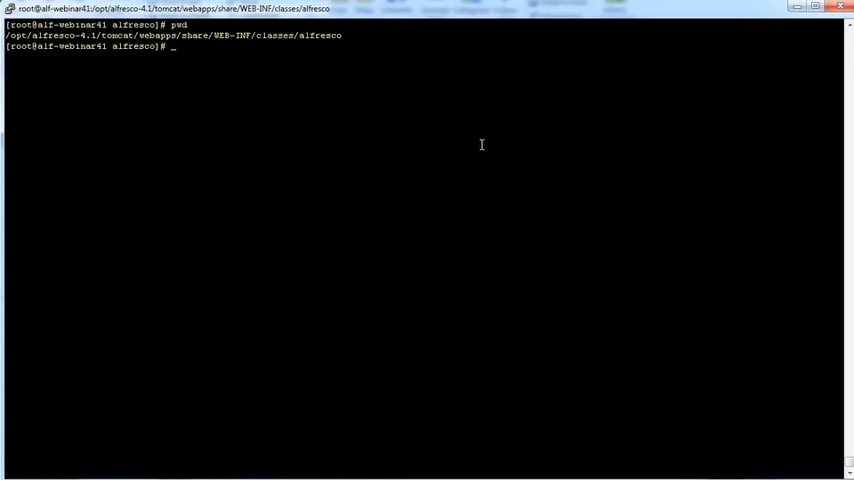 root@alf-webinar41:/opt/alfresco-4.1/tomcat/webapps/share/WEB-INF/classes/alfresco
[root@alf-webinar41 alfresco]# pwd
/opt/alfresco-4.1/tomcat/webapps/share/WEB-INF/classes/alfresco
[root@alf-webinar41 alfresco]# _